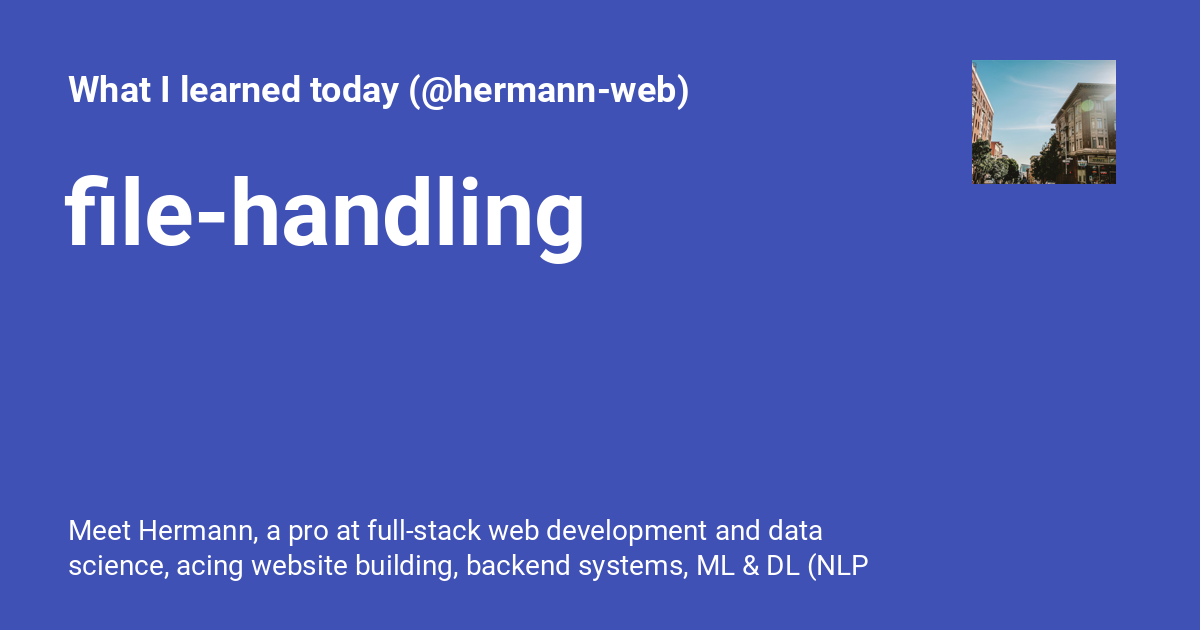 What I learned today (@hermann-web)
file-handling
Meet Hermann, a pro at full-stack web development and data
science, acing website building, backend systems, ML & DL (NLP